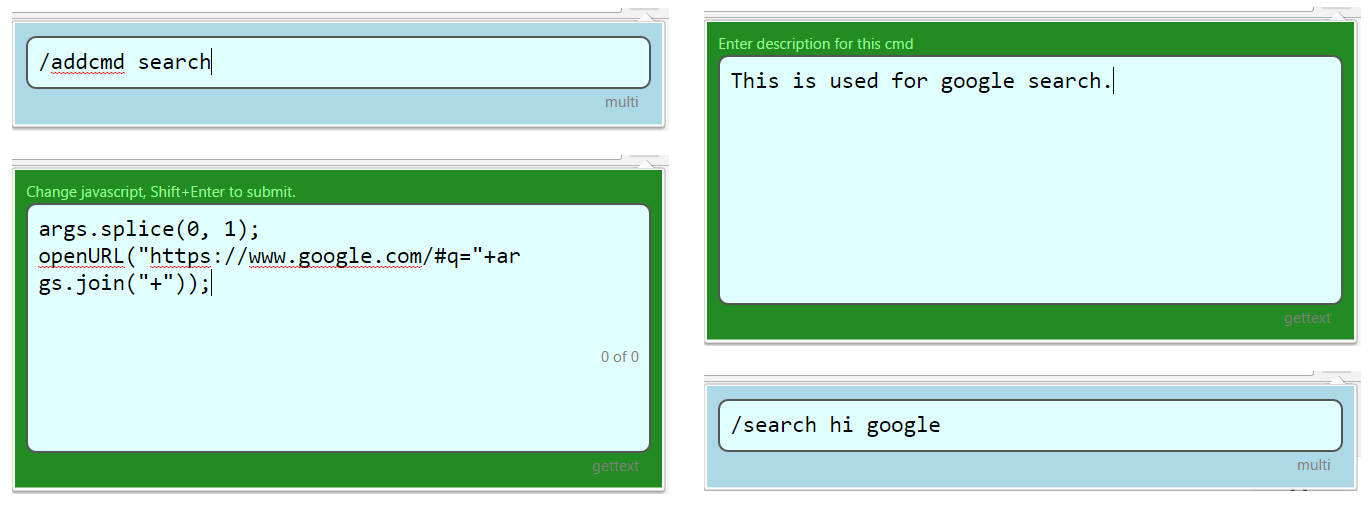 /addcmd search
multi
Change javascript, Shift+Enter to submit.
args.splice(0, 1);
openURL("https://www.google.com/#q="+ar
gs.join("+"));
0 of 0
gettext
Enter description for this cmd
This is used for google search.
gettext
/search hi google
multi